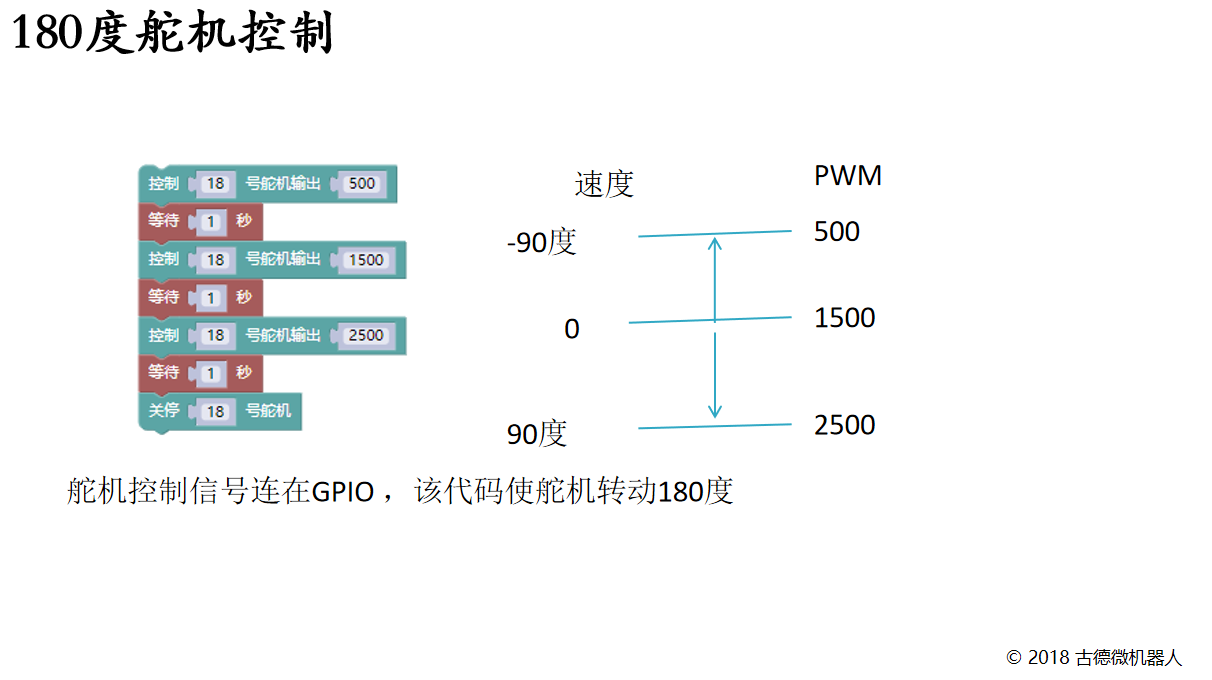 180度舵机控制
控制 18 号舵机输出 500
等待 1 秒
控制 18 号舵机输出 1500
等待 1 秒
控制 18 号舵机输出 2500
等待 1 秒
关停 18 号舵机
速度 PWM
-90度 500
0 1500
90度 2500
舵机控制信号连在GPIO ，该代码使舵机转动180度
© 2018 古德微机器人